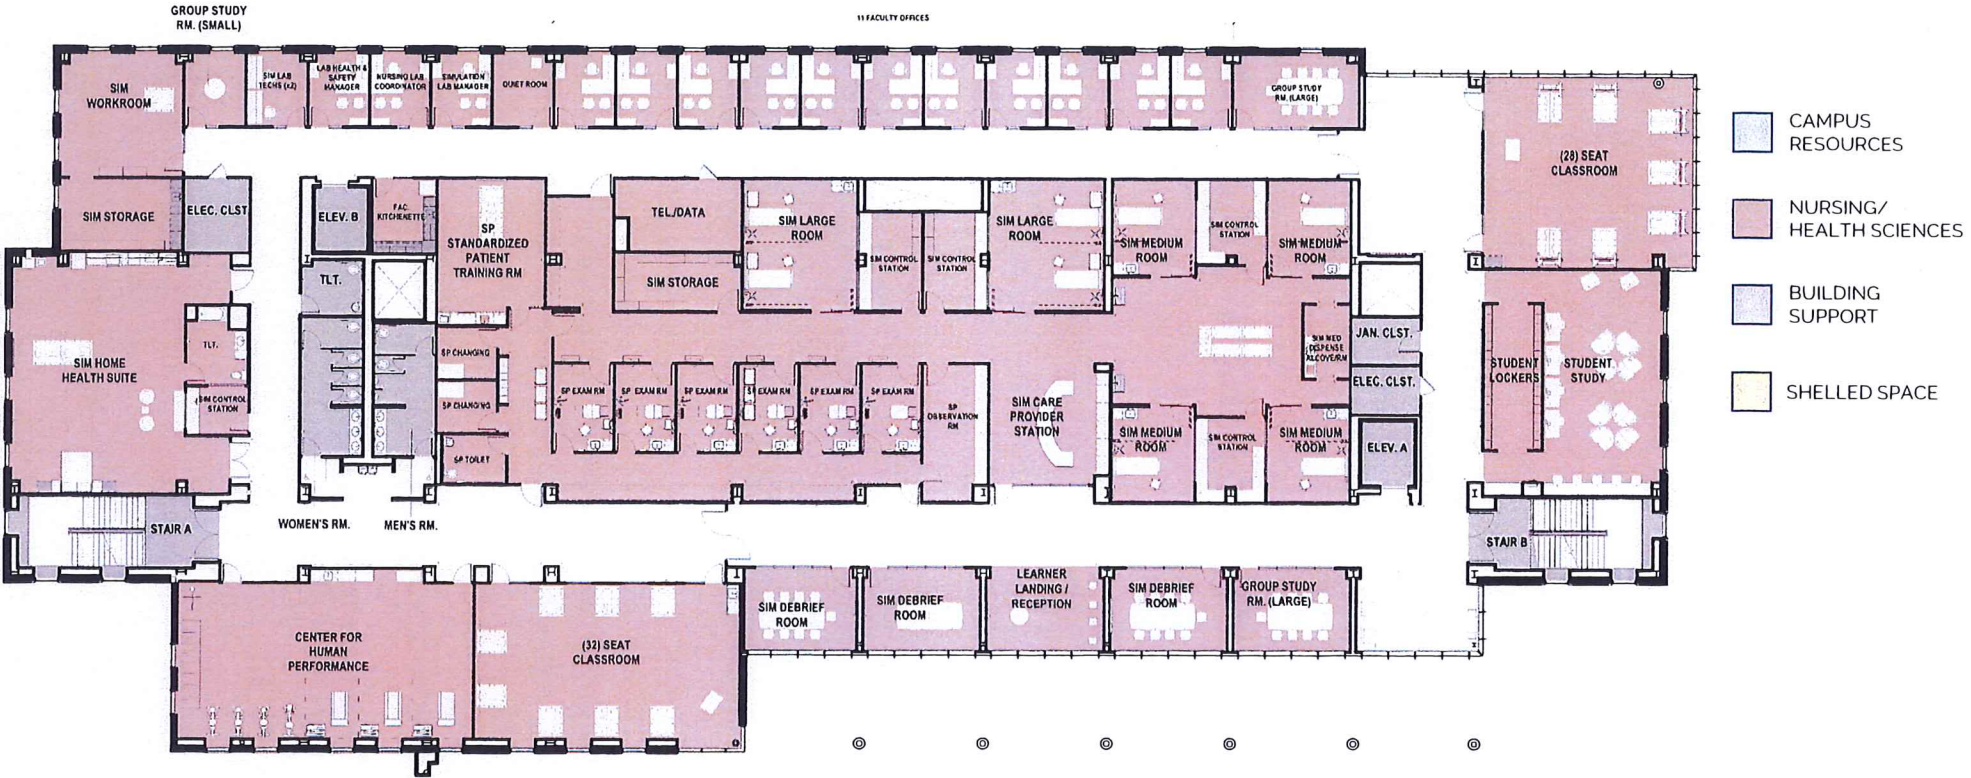 GROUP STUDY
RM. (SMALL)
11 FACULTY OFFICES
SIM
WORKROOM
SIM LAB
TECHS (x2)
LAB HEALTH &
SAFETY
MANAGER
NURSING LAB
COORDINATOR
SIMULATION
LAB MANAGER
QUIET ROOM
GROUP STUDY
RM. (LARGE)
(28) SEAT
CLASSROOM
CAMPUS
RESOURCES
NURSING/
HEALTH SCIENCES
BUILDING
SUPPORT
SHELLED SPACE
SIM STORAGE
ELEC. CLST.
ELEV. B
FAC.
KITCHENETTE
SP
STANDARDIZED
PATIENT
TRAINING RM
TEL/DATA
SIM STORAGE
SIM LARGE
ROOM
SIM CONTROL
STATION
SIM CONTROL
STATION
SIM LARGE
ROOM
SIM MEDIUM
ROOM
SIM CONTROL
STATION
SIM MEDIUM
ROOM
TLT.
SIM HOME
HEALTH SUITE
TLT.
SIM CONTROL
STATION
SP CHANGING
SP CHANGING
SP TOILET
SP EXAM RM
SP EXAM RM
SP EXAM RM
SP EXAM RM
SP EXAM RM
SP EXAM RM
SP
OBSERVATION
RM
SIM CARE
PROVIDER
STATION
SIM MED
DISPENSE
ALCOVE/RM
JAN. CLST.
ELEC. CLST.
ELEV. A
SIM MEDIUM
ROOM
SIM CONTROL
STATION
SIM MEDIUM
ROOM
STUDENT
LOCKERS
STUDENT
STUDY
STAIR A
WOMEN'S RM.
MEN'S RM.
STAIR B
CENTER FOR
HUMAN
PERFORMANCE
(32) SEAT
CLASSROOM
SIM DEBRIEF
ROOM
SIM DEBRIEF
ROOM
LEARNER
LANDING /
RECEPTION
SIM DEBRIEF
ROOM
GROUP STUDY
RM. (LARGE)